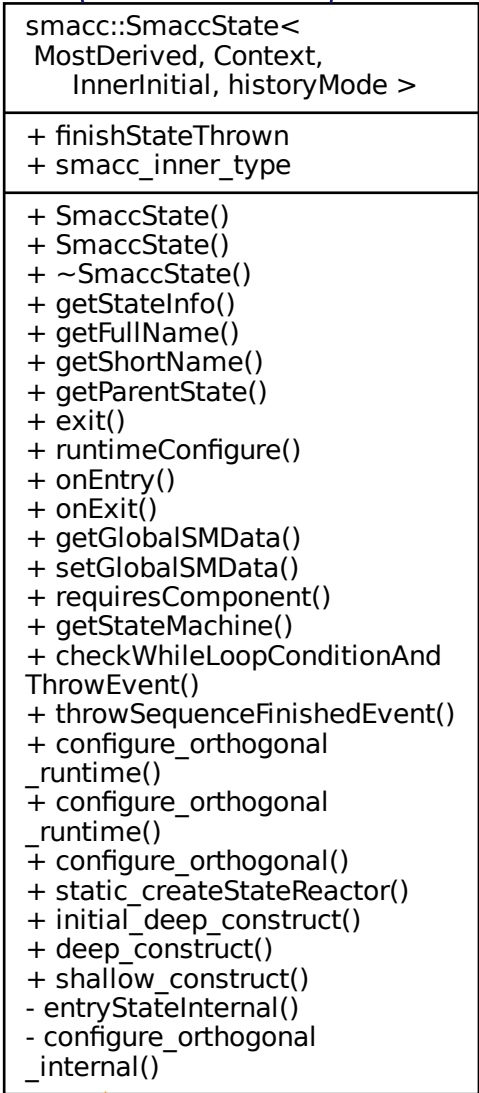 smacc::SmaccState<
MostDerived, Context,
InnerInitial, historyMode >
+ finishStateThrown
+ smacc_inner_type
+ SmaccState()
+ SmaccState()
+ ~SmaccState()
+ getStateInfo()
+ getFullName()
+ getShortName()
+ getParentState()
+ exit()
+ runtimeConfigure()
+ onEntry()
+ onExit()
+ getGlobalSMData()
+ setGlobalSMData()
+ requiresComponent()
+ getStateMachine()
+ checkWhileLoopConditionAnd
ThrowEvent()
+ throwSequenceFinishedEvent()
+ configure_orthogonal
_runtime()
+ configure_orthogonal
_runtime()
+ configure_orthogonal()
+ static_createStateReactor()
+ initial_deep_construct()
+ deep_construct()
+ shallow_construct()
- entryStateInternal()
- configure_orthogonal
_internal()